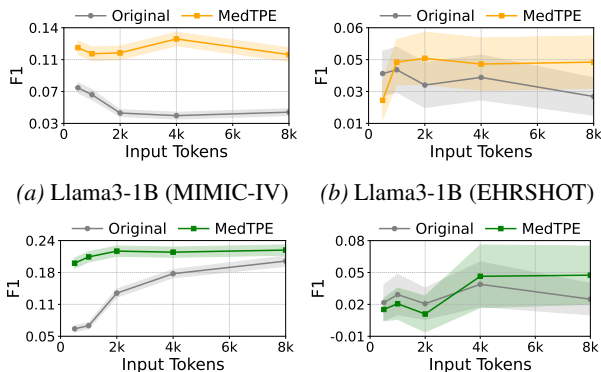 Original MedTPE
Original MedTPE
0.14
0.11
0.07
0.03
F1
0 2k 4k 6k 8k
Input Tokens
0.06
0.05
0.03
0.01
F1
0 2k 4k 6k 8k
Input Tokens
(a) Llama3-1B (MIMIC-IV)
(b) Llama3-1B (EHRSHOT)
Original MedTPE
Original MedTPE
0.24
0.18
0.11
0.05
F1
0 2k 4k 6k 8k
Input Tokens
0.08
0.05
0.02
-0.01
F1
0 2k 4k 6k 8k
Input Tokens